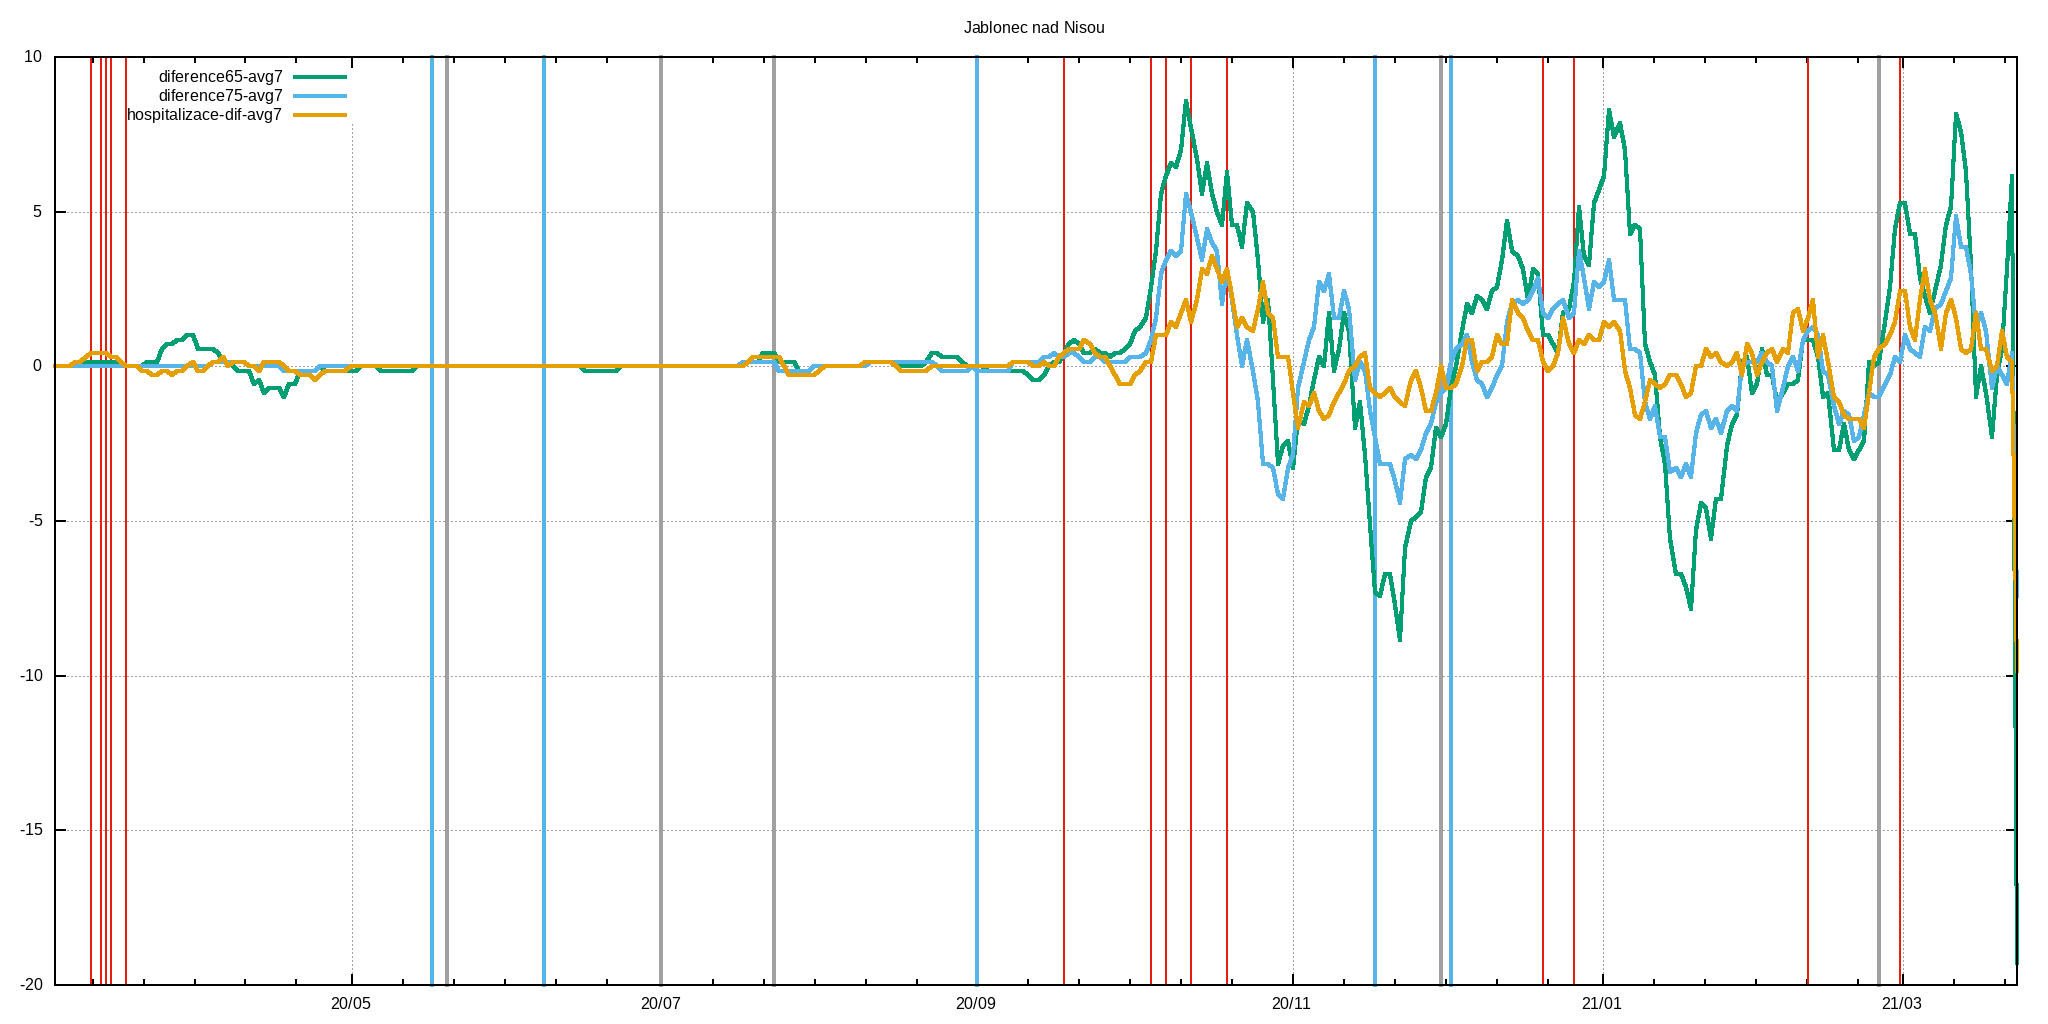 Jablonec nad Nisou
10
diference65-avg7
diference75-avg7
hospitalizace-dif-avg7
5
0
-5
-10
-15
-20
20/05 20/07 20/09 20/11 21/01 21/03